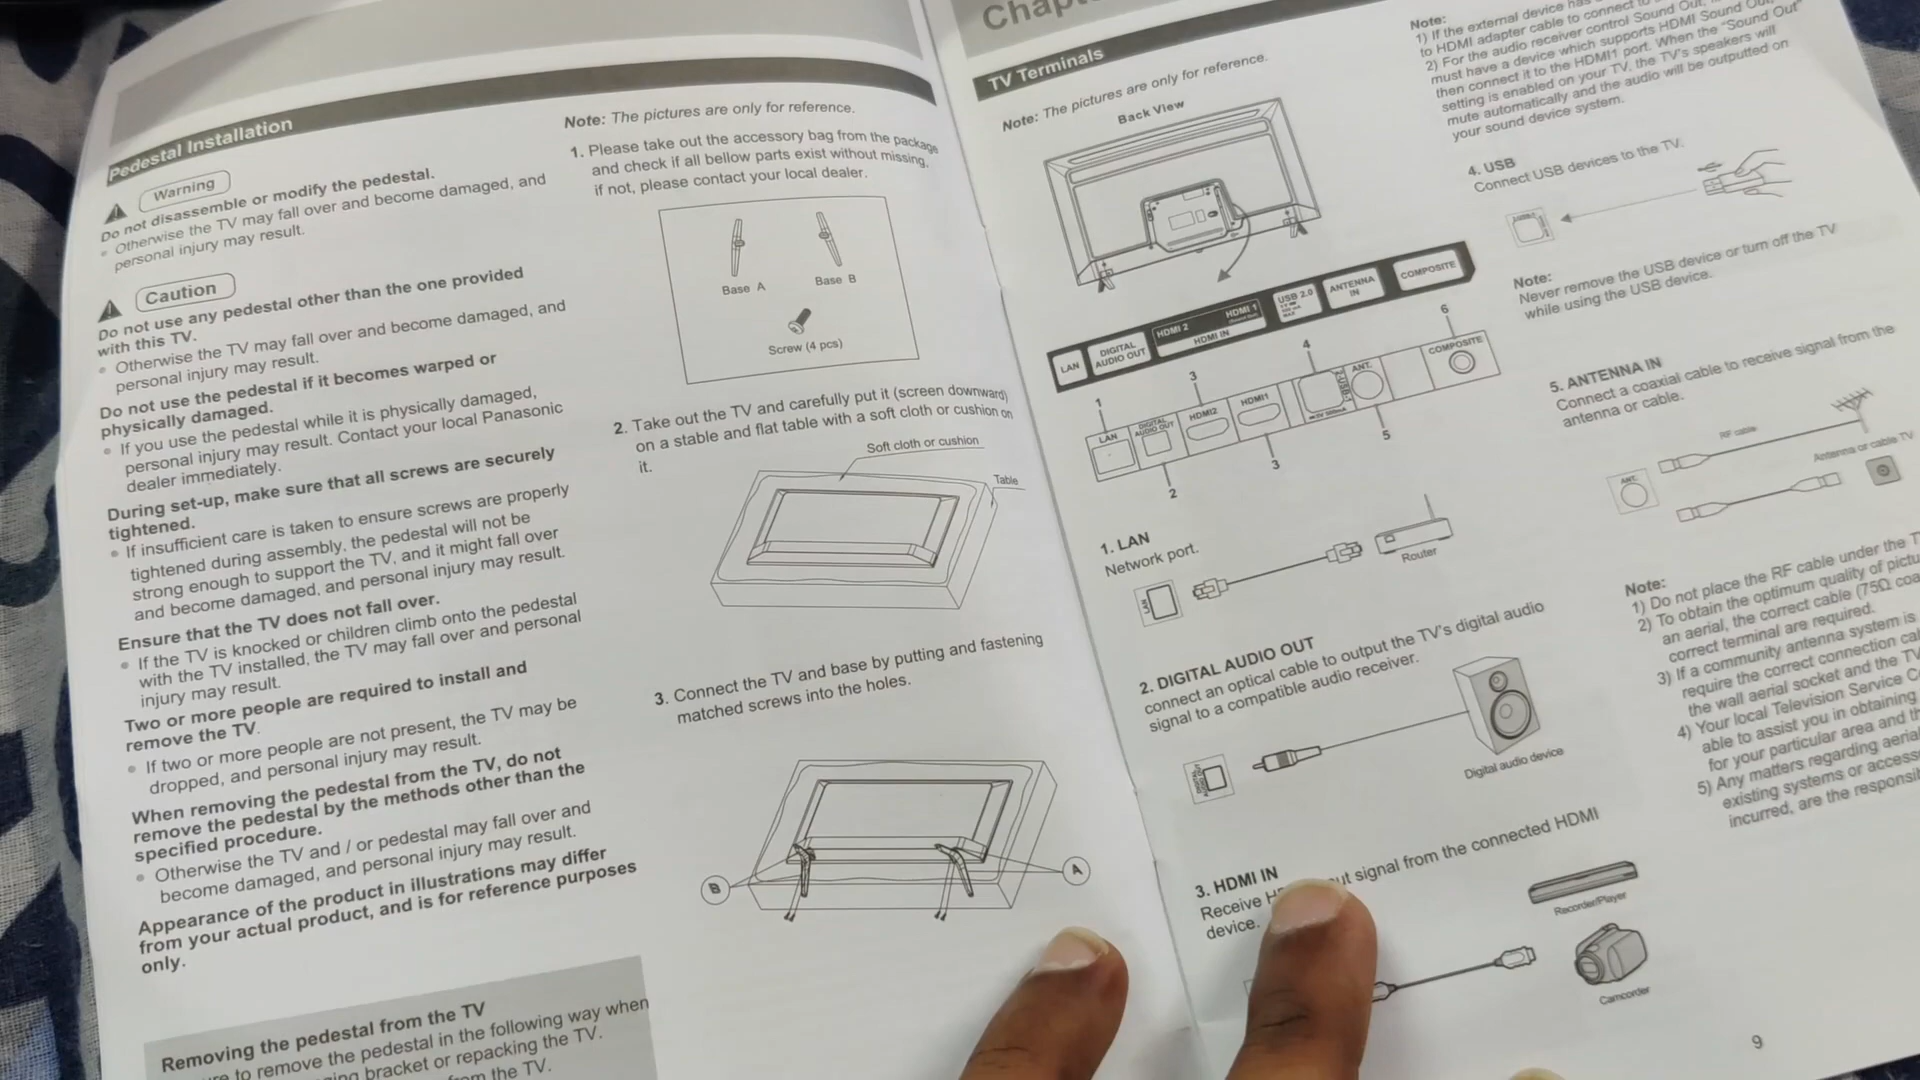 Pedestal Installation
Warning
Do not disassemble or modify the pedestal.
• Otherwise the TV may fall over and become damaged, and
personal injury may result.
Caution
Do not use any pedestal other than the one provided
with this TV.
• Otherwise the TV may fall over and become damaged, and
personal injury may result.
Do not use the pedestal if it becomes warped or
physically damaged.
• If you use the pedestal while it is physically damaged,
personal injury may result. Contact your local Panasonic
dealer immediately.
During set-up, make sure that all screws are securely
tightened.
• If insufficient care is taken to ensure screws are properly
tightened during assembly, the pedestal will not be
strong enough to support the TV, and it might fall over
and become damaged, and personal injury may result.
Ensure that the TV does not fall over.
• If the TV is knocked or children climb onto the pedestal
with the TV installed, the TV may fall over and personal
injury may result.
Two or more people are required to install and
remove the TV.
• If two or more people are not present, the TV may be
dropped, and personal injury may result.
When removing the pedestal from the TV, do not
remove the pedestal by the methods other than the
specified procedure.
• Otherwise the TV and / or pedestal may fall over and
become damaged, and personal injury may result.
Appearance of the product in illustrations may differ
from your actual product, and is for reference purposes
only.
Removing the pedestal from the TV
to remove the pedestal in the following way when
bracket or repacking the TV.
from the TV.
Note: The pictures are only for reference.
1. Please take out the accessory bag from the package
and check if all bellow parts exist without missing,
if not, please contact your local dealer.
Base A
Base B
Screw (4 pcs)
2. Take out the TV and carefully put it (screen downward)
on a stable and flat table with a soft cloth or cushion on
it.
Soft cloth or cushion
Table
3. Connect the TV and base by putting and fastening
matched screws into the holes.
B
A
TV Terminals
Note: The pictures are only for reference.
Back View
LAN
DIGITAL
AUDIO OUT
HDMI 2
HDMI 1
HDMI IN
USB 2.0
ANTENNA
IN
COMPOSITE
1
3
4
6
LAN
DIGITAL
AUDIO OUT
HDMI2
HDMI1
ANT.
COMPOSITE
2
3
5
1. LAN
Network port.
LAN
Router
2. DIGITAL AUDIO OUT
connect an optical cable to output the TV's digital audio
signal to a compatible audio receiver.
DIGITAL
AUDIO OUT
Digital audio device
3. HDMI IN
Receive signal from the connected HDMI
device.
Recorder/Player
Camcorder
Note:
1) If the external device has
to HDMI adapter cable to connect to
2) For the audio receiver control Sound Out,
must have a device which supports HDMI Sound Out,
then connect it to the HDMI1 port. When the "Sound Out"
setting is enabled on your TV, the TV's speakers will
mute automatically and the audio will be outputted on
your sound device system.
4. USB
Connect USB devices to the TV.
Note:
Never remove the USB device or turn off the TV
while using the USB device.
5. ANTENNA IN
Connect a coaxial cable to receive signal from the
antenna or cable.
RF cable
Antenna or cable TV
ANT.
Note:
1) Do not place the RF cable under the
2) To obtain the optimum quality of
an aerial, the correct cable (75Ω
correct terminal are required.
3) If a community antenna system is
require the correct connection
the wall aerial socket and the TV
4) Your local Television Service
able to assist you in obtaining
for your particular area and
5) Any matters regarding
existing systems or
incurred, are the
9